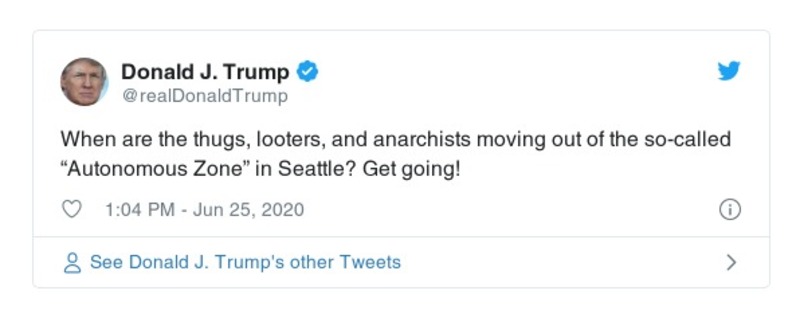 Donald J. Trump
@realDonaldTrump
When are the thugs, looters, and anarchists moving out of the so-called
“Autonomous Zone” in Seattle? Get going!
1:04 PM - Jun 25, 2020
See Donald J. Trump's other Tweets